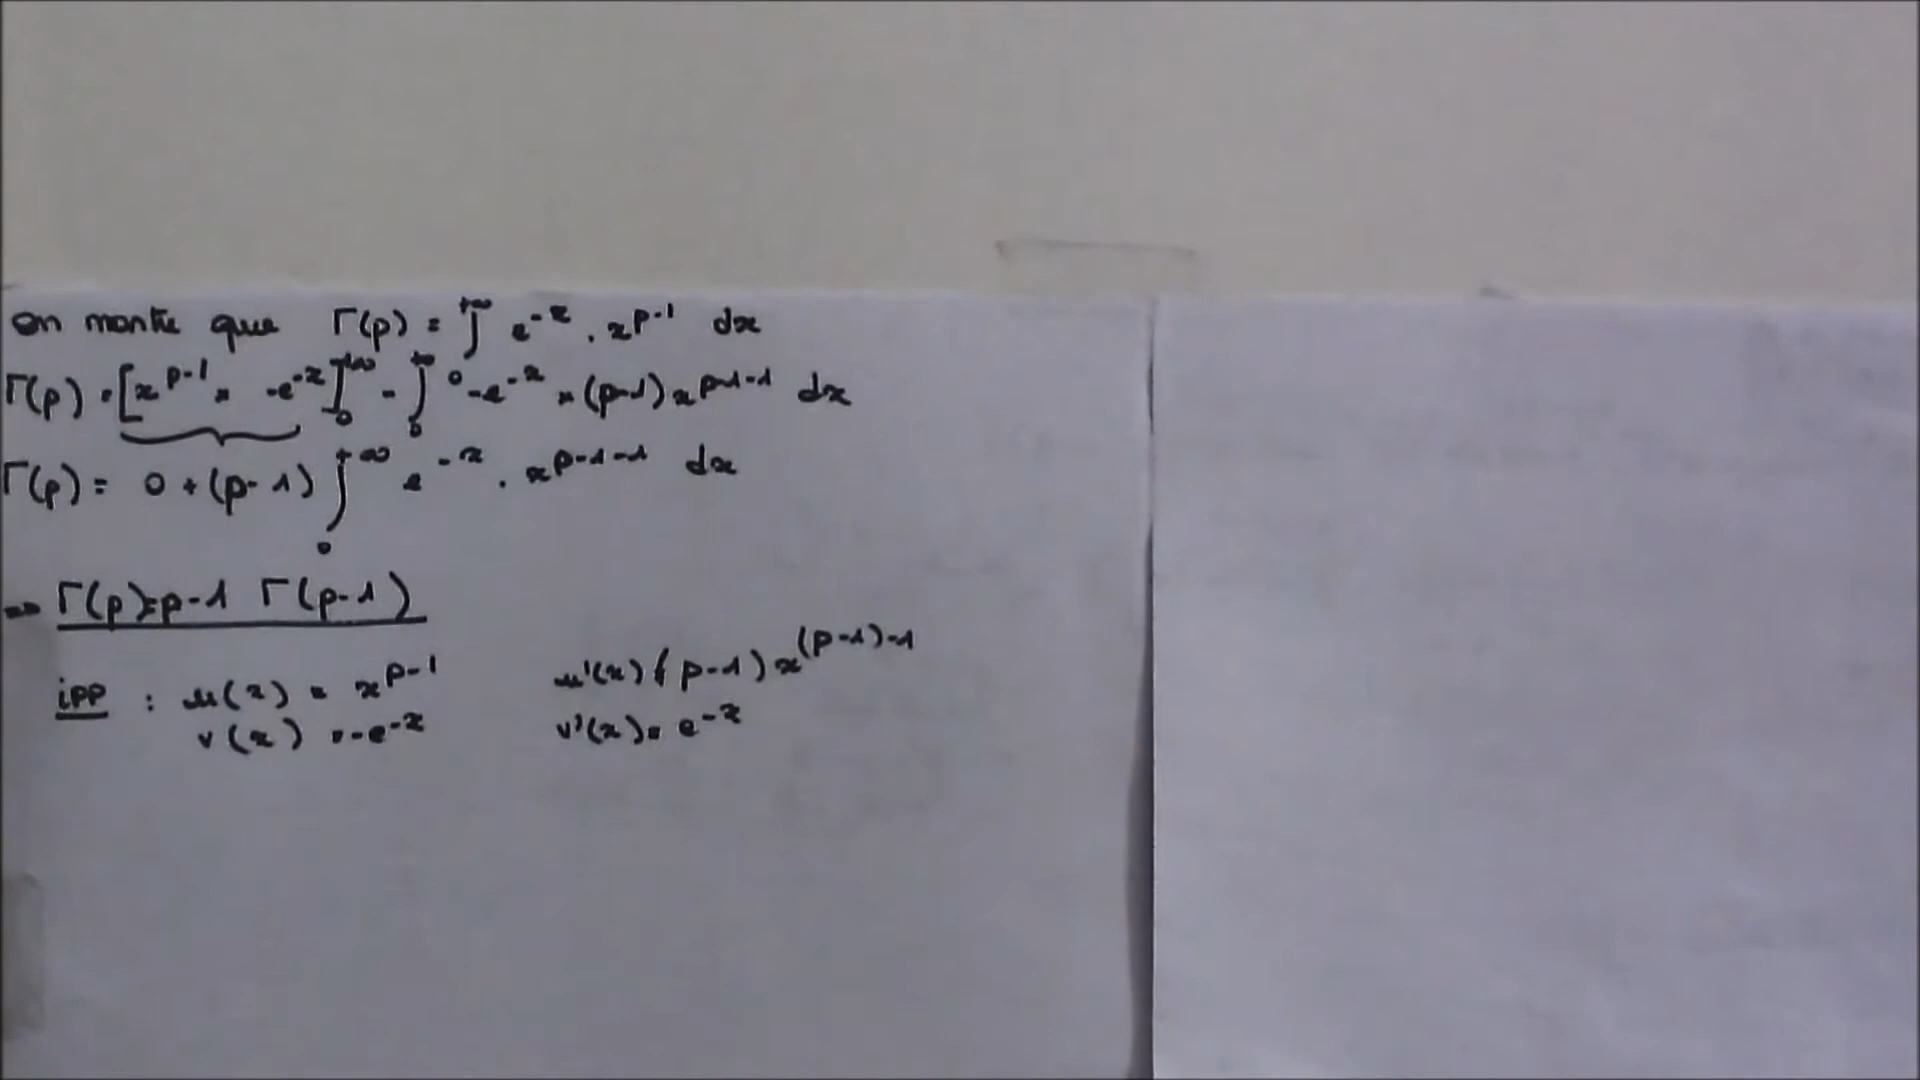 on montre que Γ(p) = ∫₀^+∞ e^-x . x^p-1 dx
Γ(p) = [x^p-1 × -e^-x]₀^+∞ - ∫₀^+∞ -e^-x × (p-1) x^p-1-1 dx
Γ(p) = 0 + (p-1) ∫₀^+∞ e^-x . x^p-1-1 dx
⇒ Γ(p)=p-1 Γ(p-1)
ipp : u(x) = x^p-1 u'(x) (p-1) x^(p-1)-1
v(x) = -e^-x v'(x) = e^-x